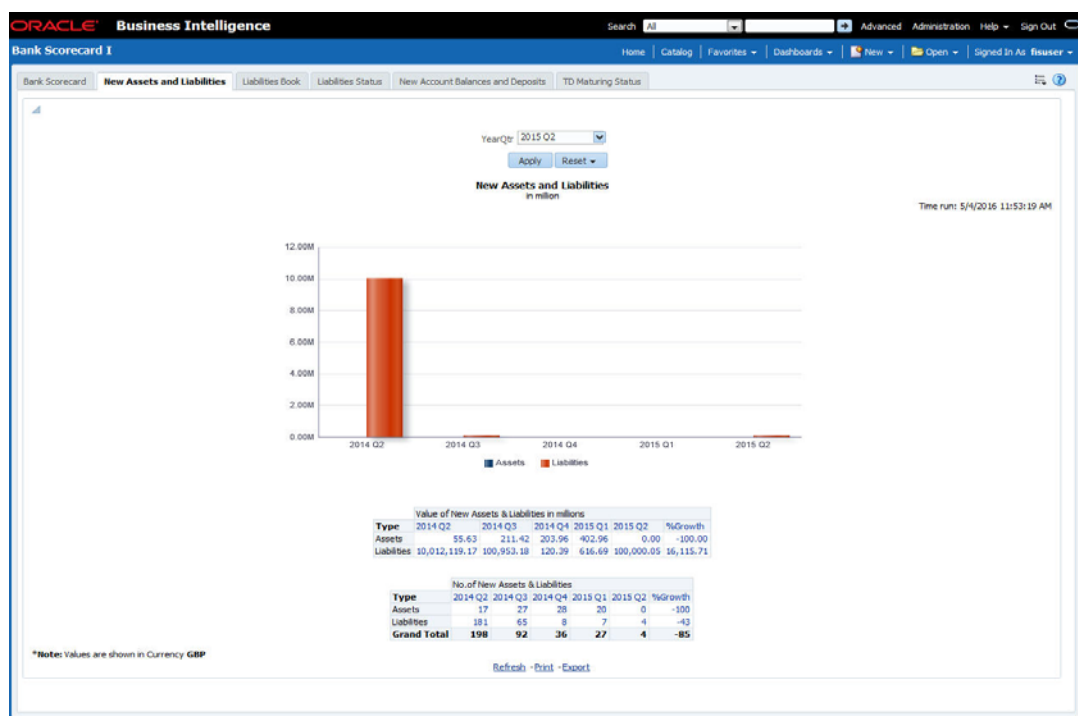 ORACLE Business Intelligence Search All Advanced Administration Help Sign Out
Bank Scorecard I Home Catalog Favorites Dashboards New Open Signed In As fisuser
Bank Scorecard New Assets and Liabilities Liabilities Book Liabilities Status New Account Balances and Deposits TD Maturing Status
YearQtr 2015 Q2
Apply Reset
New Assets and Liabilities
in million
Time run: 5/4/2016 11:53:19 AM
12.00M
10.00M
8.00M
6.00M
4.00M
2.00M
0.00M
2014 Q2 2014 Q3 2014 Q4 2015 Q1 2015 Q2
Assets Liabilities
Value of New Assets & Liabilities in millions
Type 2014 Q2 2014 Q3 2014 Q4 2015 Q1 2015 Q2 %Growth
Assets 55.63 211.42 203.96 402.96 0.00 -100.00
Liabilities 10,012,119.17 100,953.18 120.39 616.69 100,000.05 16,115.71
No.of New Assets & Liabilities
Type 2014 Q2 2014 Q3 2014 Q4 2015 Q1 2015 Q2 %Growth
Assets 17 27 28 20 0 -100
Liabilities 181 65 8 7 4 -43
Grand Total 198 92 36 27 4 -85
*Note: Values are shown in Currency GBP
Refresh - Print - Export